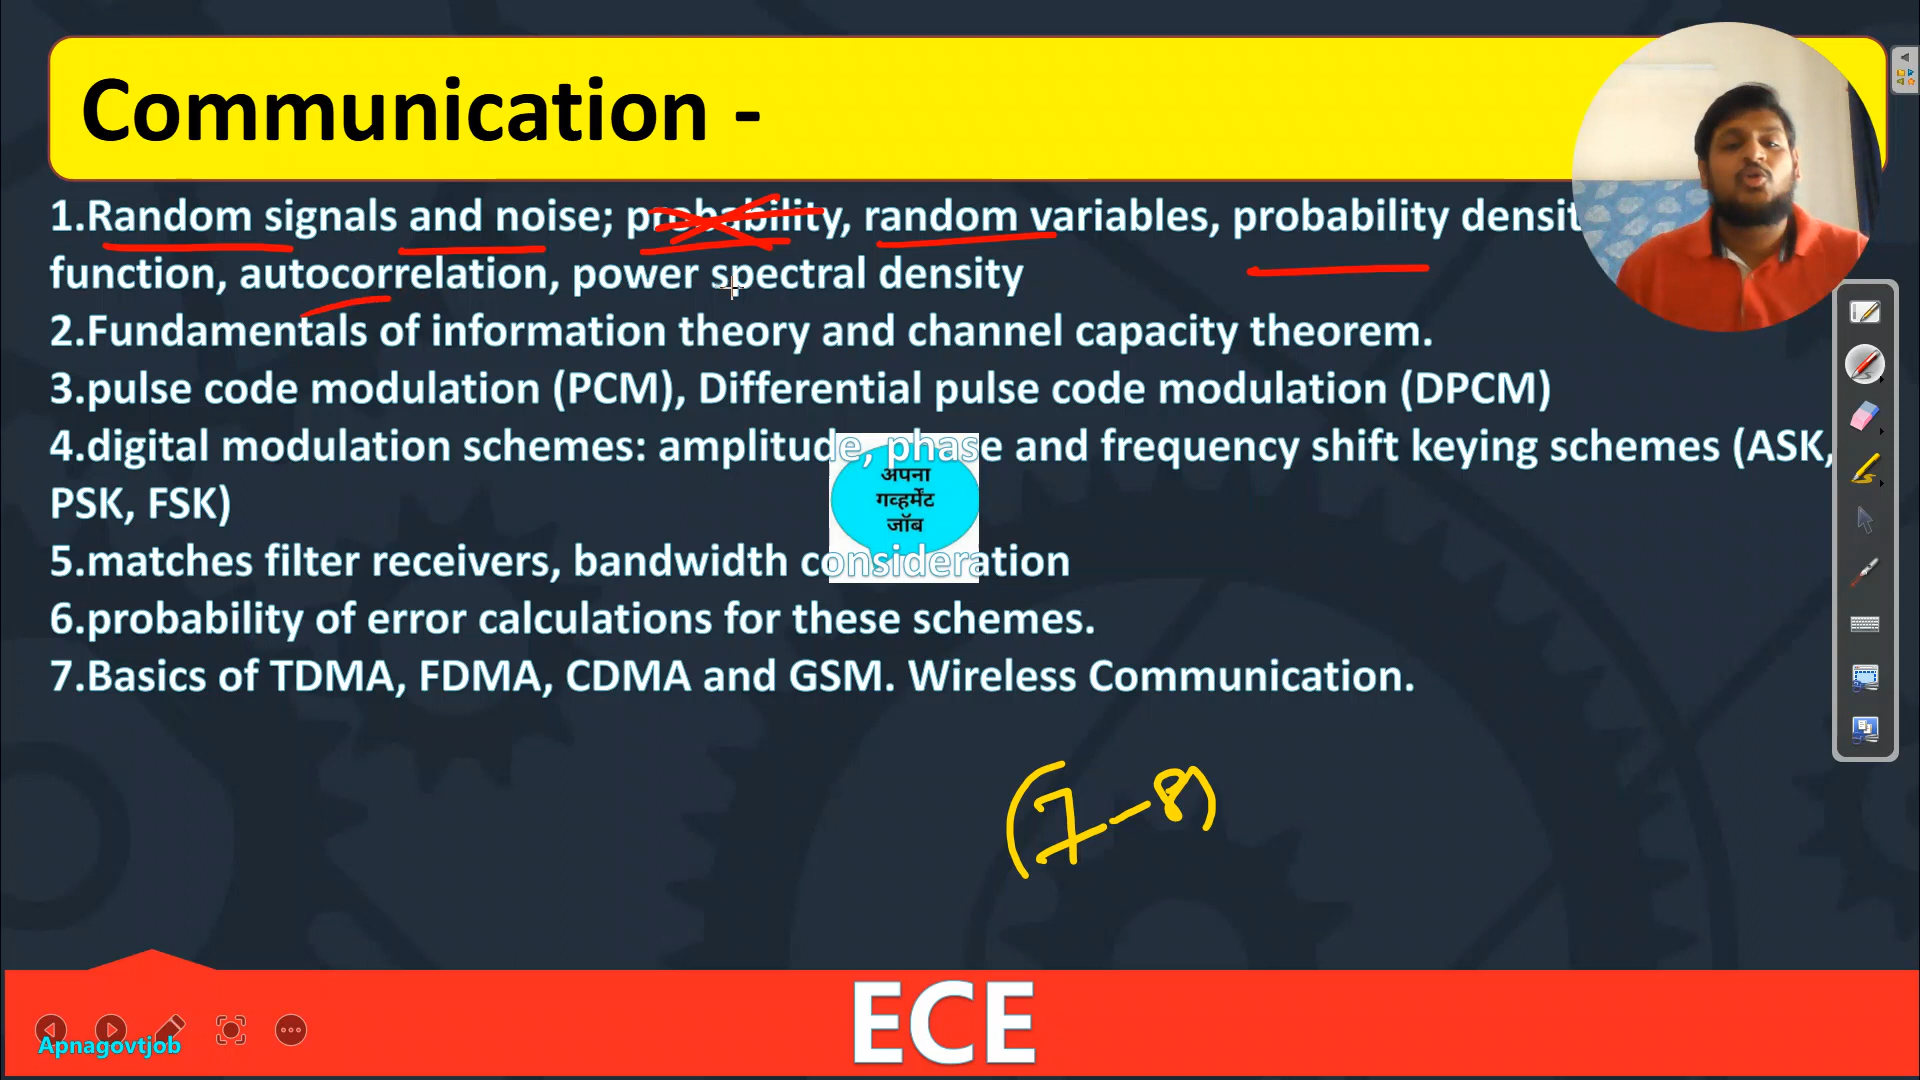 Communication -
1.Random signals and noise; probability, random variables, probability densit
function, autocorrelation, power spectral density
2.Fundamentals of information theory and channel capacity theorem.
3.pulse code modulation (PCM), Differential pulse code modulation (DPCM)
4.digital modulation schemes: amplitude, phase and frequency shift keying schemes (ASK,
PSK, FSK)
अपना
गव्हर्मेंट
जॉब
5.matches filter receivers, bandwidth consideration
6.probability of error calculations for these schemes.
7.Basics of TDMA, FDMA, CDMA and GSM. Wireless Communication.
(7-8)
ECE
Apnagovtjob